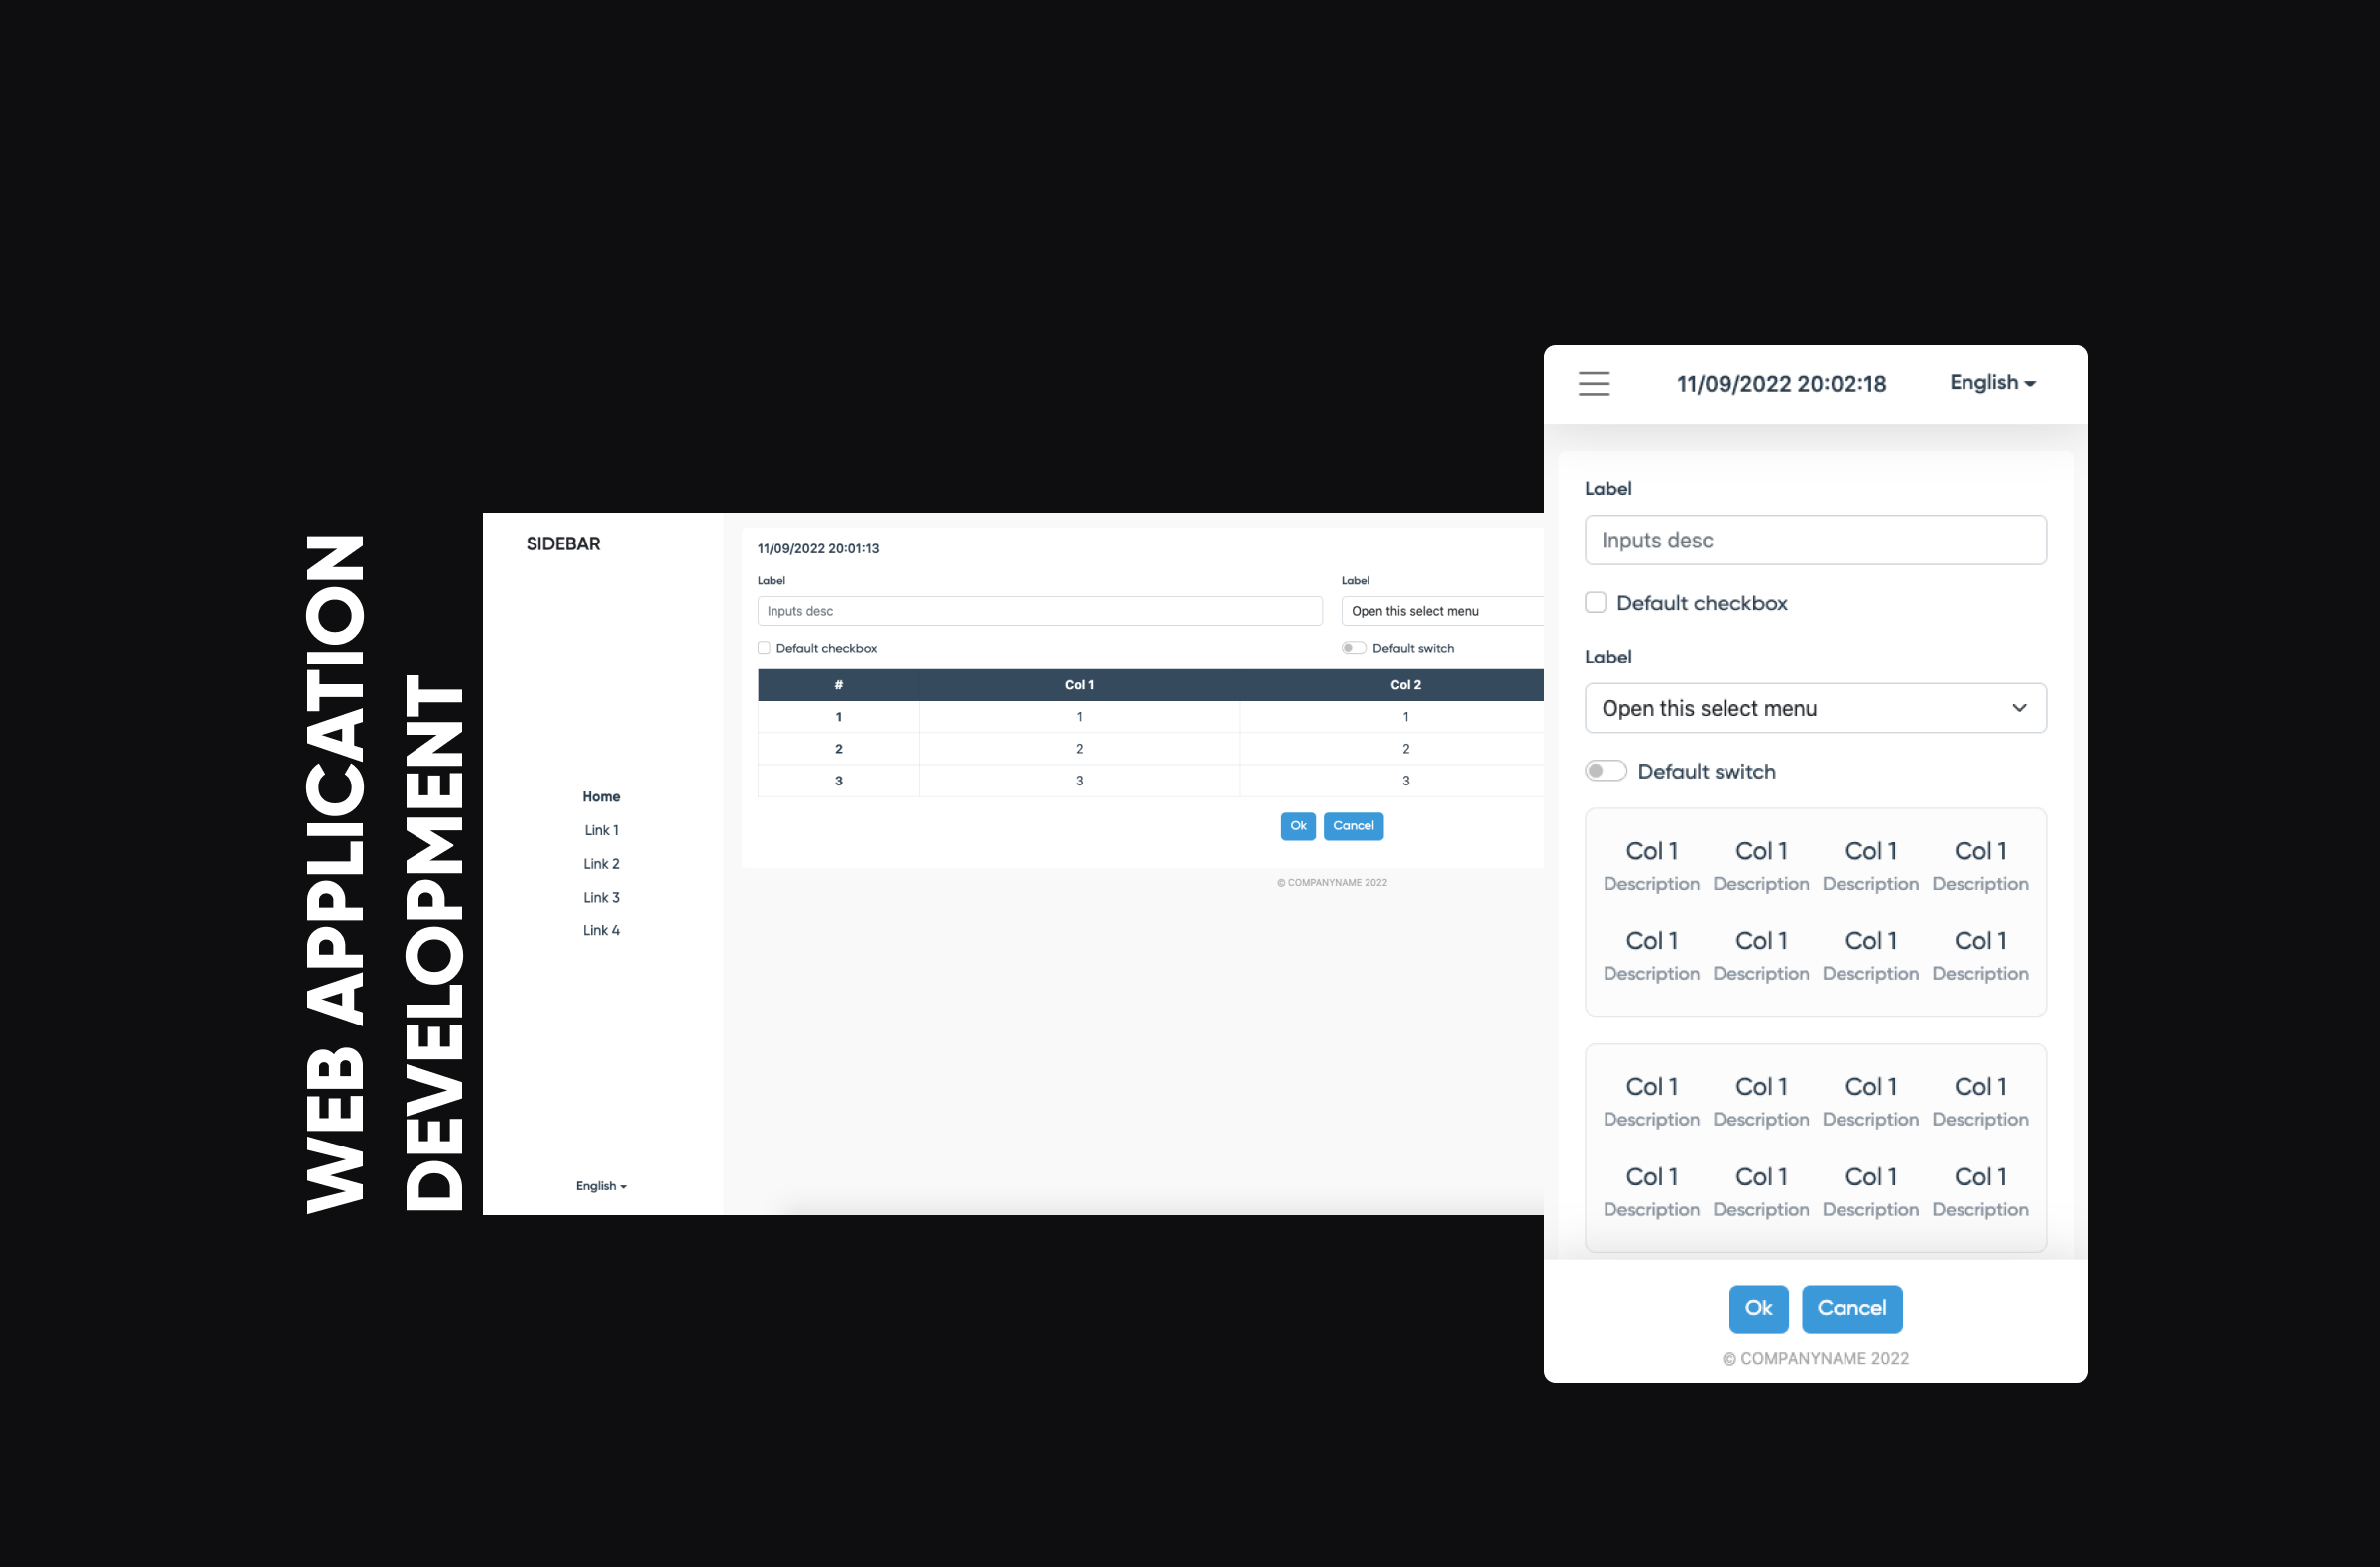 WEB APPLICATION
DEVELOPMENT
SIDEBAR
Home
Link 1
Link 2
Link 3
Link 4
English
11/09/2022 20:01:13
Label Label
Inputs desc Open this select menu
Default checkbox Default switch
# Col 1 Col 2
1 1 1
2 2 2
3 3 3
Ok Cancel
© COMPANYNAME 2022
11/09/2022 20:02:18 English
Label
Inputs desc
Default checkbox
Label
Open this select menu
Default switch
Col 1 Col 1 Col 1 Col 1
Description Description Description Description
Col 1 Col 1 Col 1 Col 1
Description Description Description Description
Col 1 Col 1 Col 1 Col 1
Description Description Description Description
Col 1 Col 1 Col 1 Col 1
Description Description Description Description
Ok Cancel
© COMPANYNAME 2022